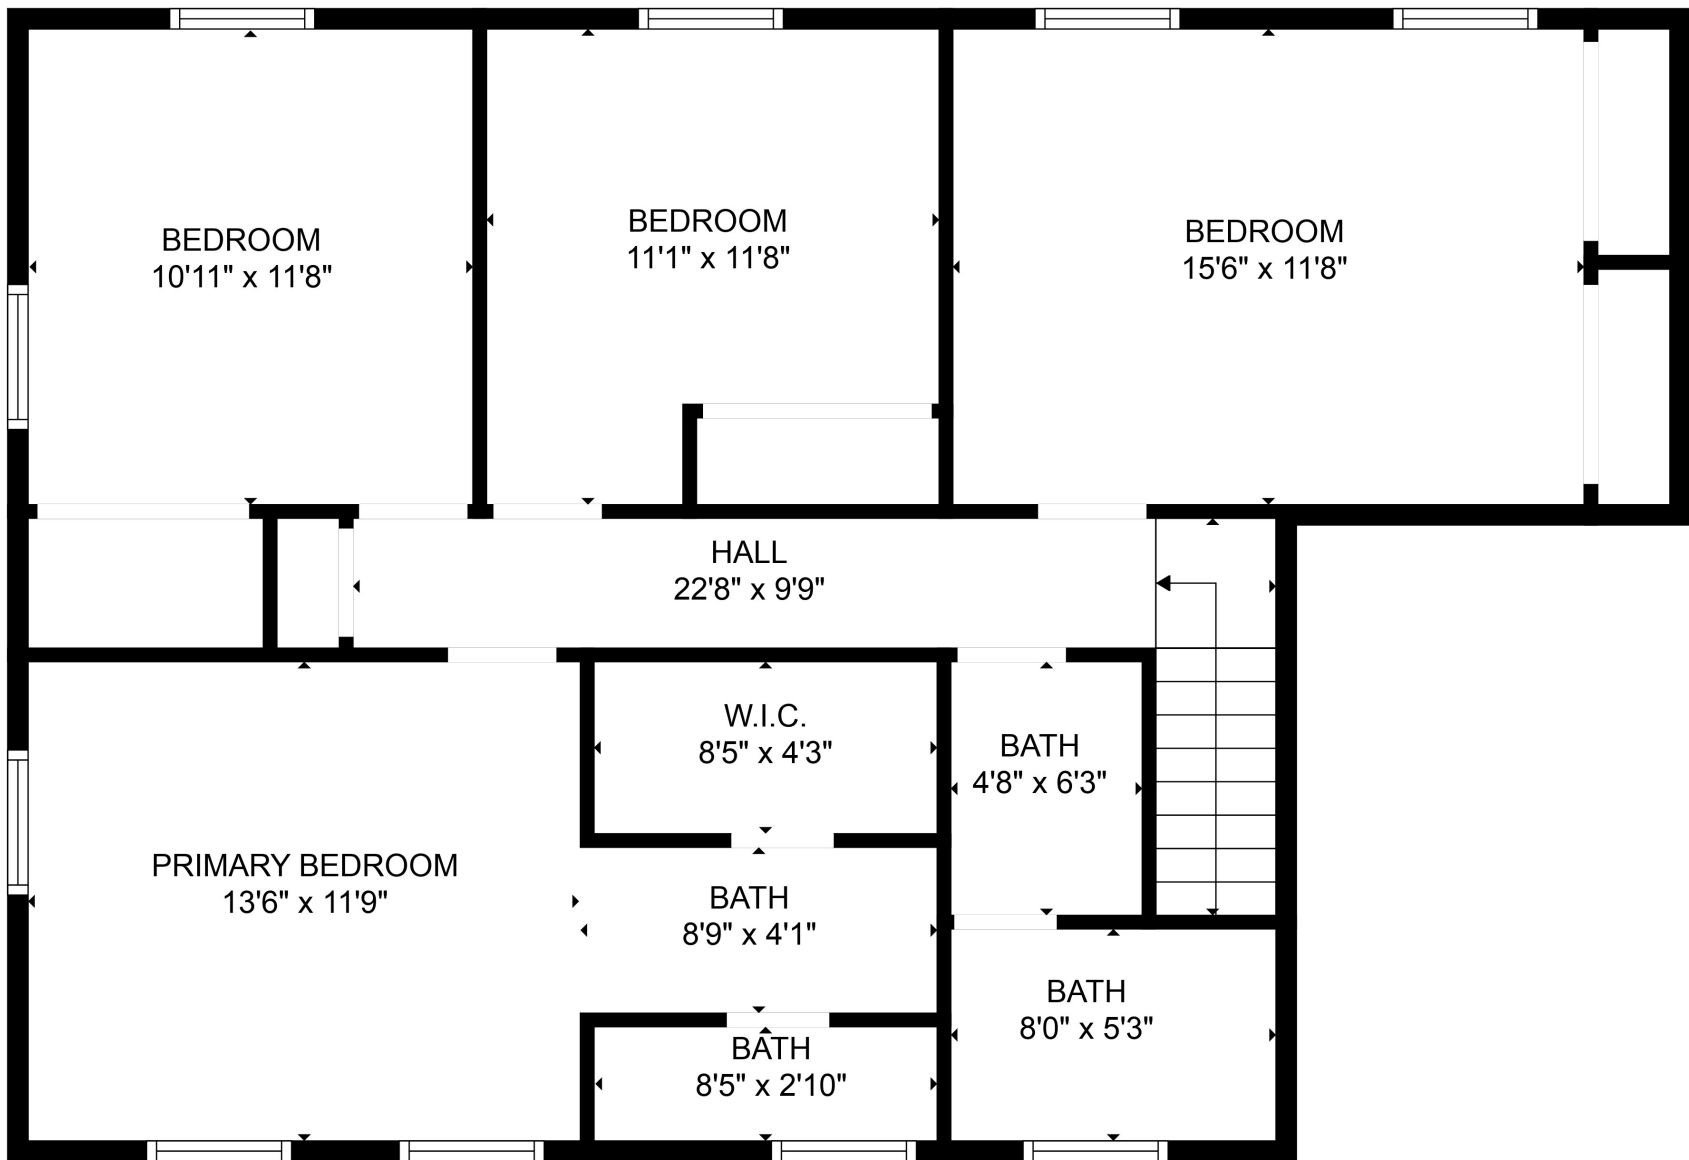 BEDROOM
10'11" x 11'8"
BEDROOM
11'1" x 11'8"
BEDROOM
15'6" x 11'8"
HALL
22'8" x 9'9"
W.I.C.
8'5" x 4'3"
BATH
4'8" x 6'3"
PRIMARY BEDROOM
13'6" x 11'9"
BATH
8'9" x 4'1"
BATH
8'0" x 5'3"
BATH
8'5" x 2'10"